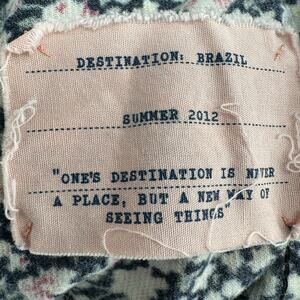 DESTINATION: BRAZIL
SUMMER 2012
"ONE'S DESTINATION IS NEVER
A PLACE, BUT A NEW WAY OF
SEEING THINGS"